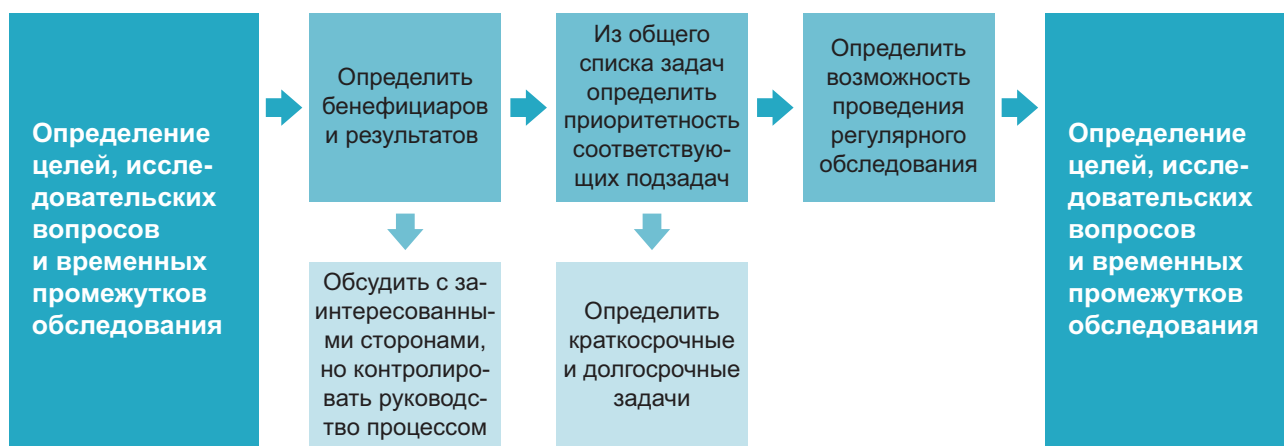 Определение
целей, иссле-
довательских
вопросов
и временных
промежутков
обследования
Определить
бенефициаров
и результатов
Обсудить с за-
интересованны-
ми сторонами,
но контролиро-
вать руководс-
тво процессом
Из общего
списка задач
определить
приоритетность
соответствую-
щих подзадач
Определить
краткосрочные
и долгосрочные
задачи
Определить
возможность
проведения
регулярного
обследования
Определение
целей, иссле-
довательских
вопросов
и временных
промежутков
обследования